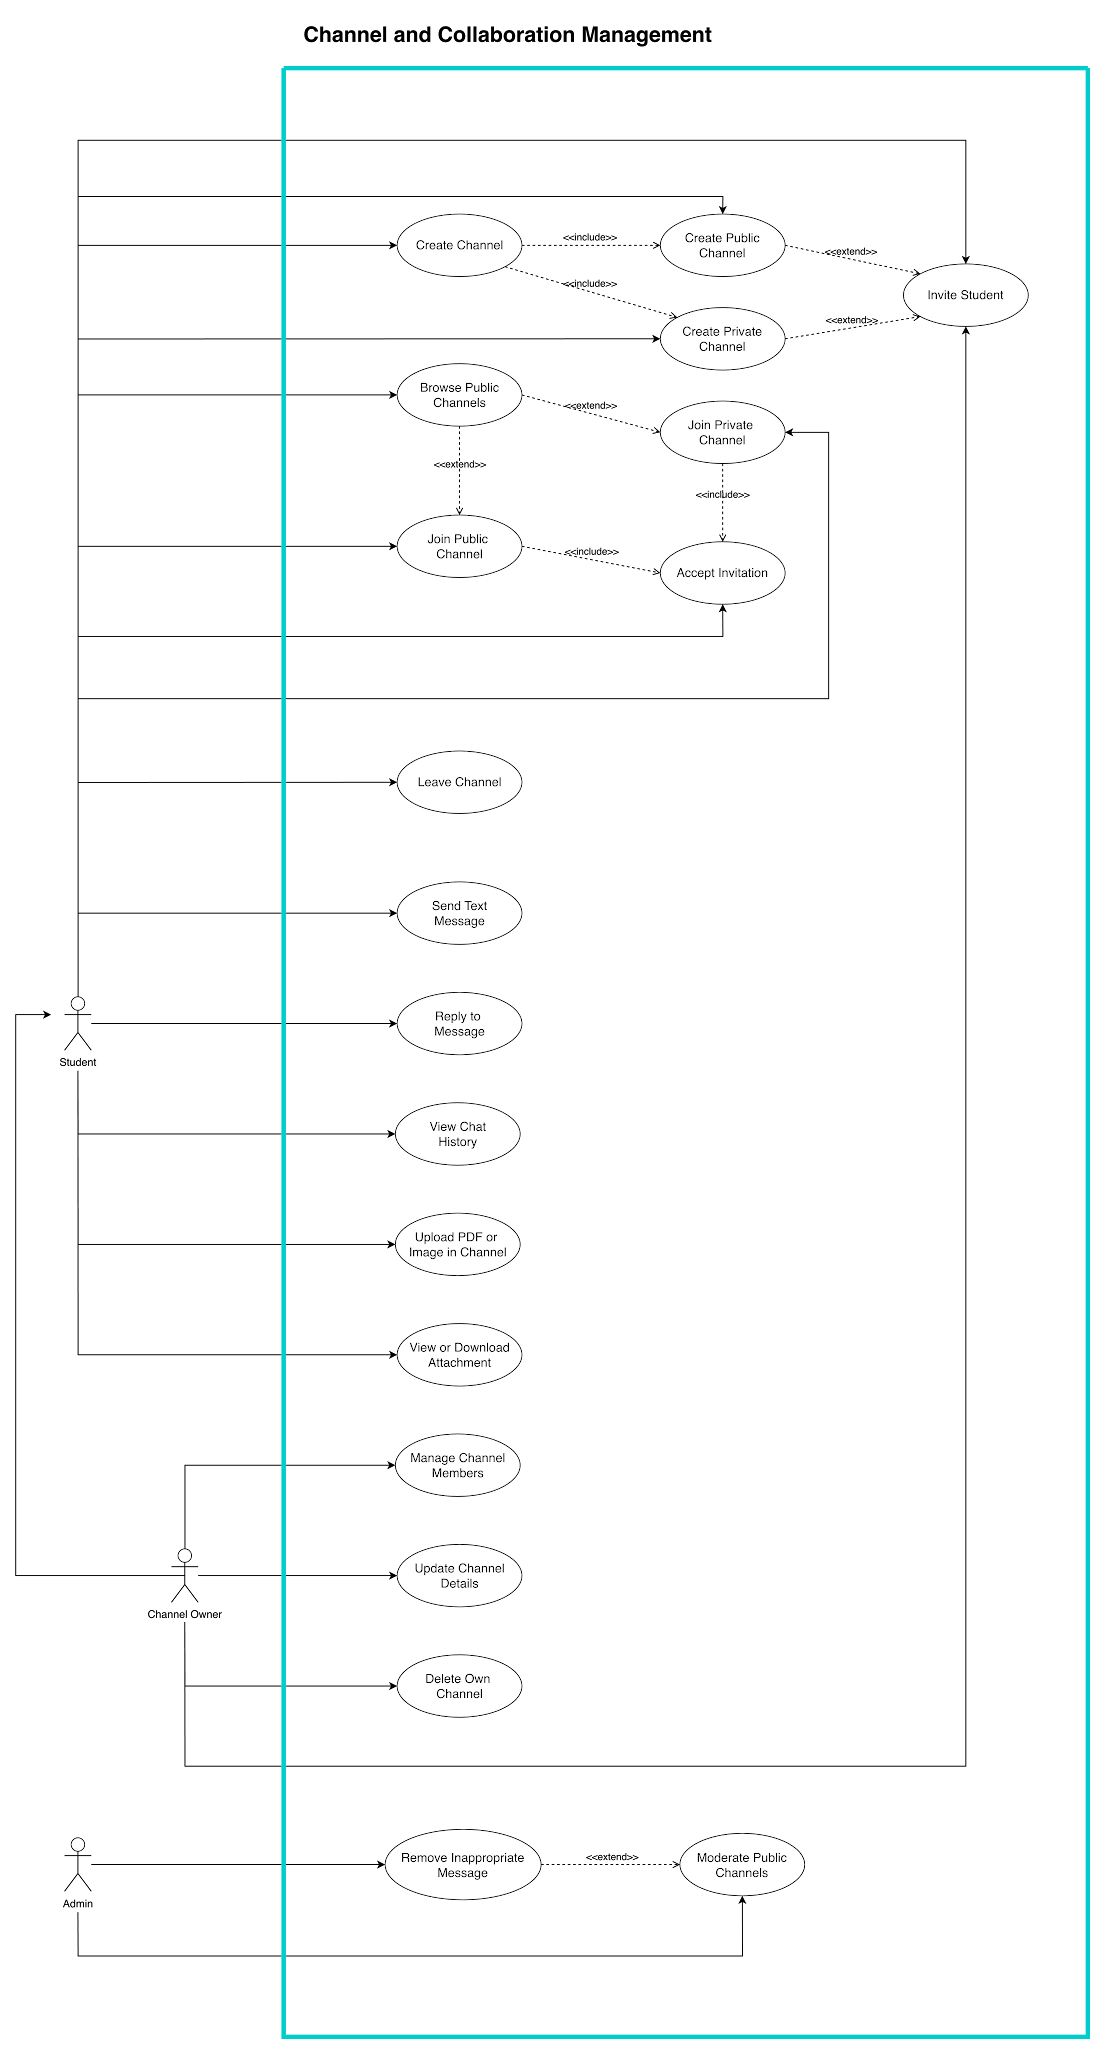 Channel and Collaboration Management
Create Channel
<<include>>
Create Public
Channel
<<extend>>
<<include>>
Invite Student
Create Private
Channel
<<extend>>
Browse Public
Channels
<<extend>>
Join Private
Channel
<<extend>>
<<include>>
Join Public
Channel
<<include>>
Accept Invitation
Leave Channel
Send Text
Message
Student
Reply to
Message
View Chat
History
Upload PDF or
Image in Channel
View or Download
Attachment
Manage Channel
Members
Channel Owner
Update Channel
Details
Delete Own
Channel
Admin
Remove Inappropriate
Message
<<extend>>
Moderate Public
Channels